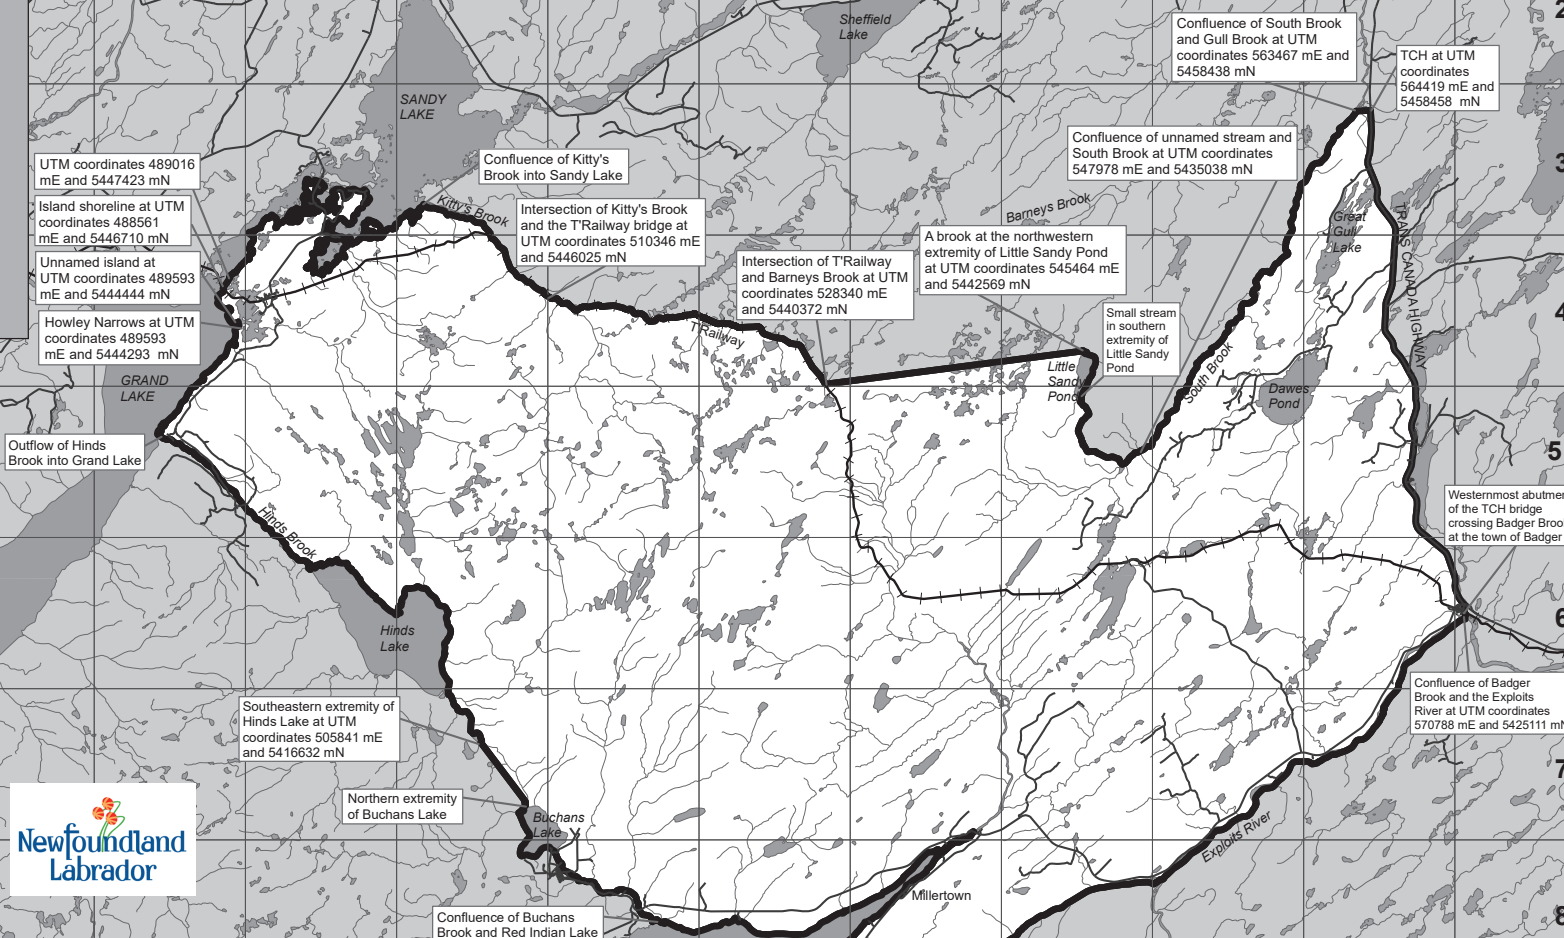 Sheffield
Lake
Confluence of South Brook
and Gull Brook at UTM
coordinates 563467 mE and
5458438 mN
TCH at UTM
coordinates
564419 mE and
5458458 mN
SANDY
LAKE
Confluence of unnamed stream and
South Brook at UTM coordinates
547978 mE and 5435038 mN
3
UTM coordinates 489016
mE and 5447423 mN
Confluence of Kitty's
Brook into Sandy Lake
Island shoreline at UTM
coordinates 488561
mE and 5446710 mN
Kitty's Brook
Intersection of Kitty's Brook
and the T'Railway bridge at
UTM coordinates 510346 mE
and 5446025 mN
Barneys Brook
Great
Gull
Lake
TRANS CANADA HIGHWAY
A brook at the northwestern
extremity of Little Sandy Pond
at UTM coordinates 545464 mE
and 5442569 mN
Unnamed island at
UTM coordinates 489593
mE and 5444444 mN
Intersection of T'Railway
and Barneys Brook at UTM
coordinates 528340 mE
and 5440372 mN
Howley Narrows at UTM
coordinates 489593
mE and 5444293 mN
Small stream
in southern
extremity of
Little Sandy
Pond
4
T'Railway
GRAND
LAKE
Little
Sandy
Pond
South Brook
Dawes
Pond
Outflow of Hinds
Brook into Grand Lake
5
Hinds Brook
Westernmost
of the TCH bridge
crossing Badger
at the town of Badger
6
Hinds
Lake
Confluence of Badger
Brook and the Exploits
River at UTM coordinates
570788 mE and 5425111
Southeastern extremity of
Hinds Lake at UTM
coordinates 505841 mE
and 5416632 mN
7
Northern extremity
of Buchans Lake
Buchans
Lake
Exploits River
Newfoundland
Labrador
Millertown
Confluence of Buchans
Brook and Red Indian Lake
8